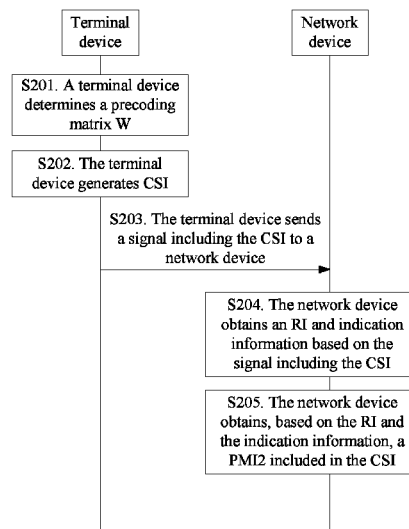 Terminal
device
Network
device
S201. A terminal device
determines a precoding
matrix W
S202. The terminal
device generates CSI
S203. The terminal device sends
a signal including the CSI to a
network device
S204. The network device
obtains an RI and indication
information based on the
signal including the CSI
S205. The network device
obtains, based on the RI and
the indication information, a
PMI2 included in the CSI